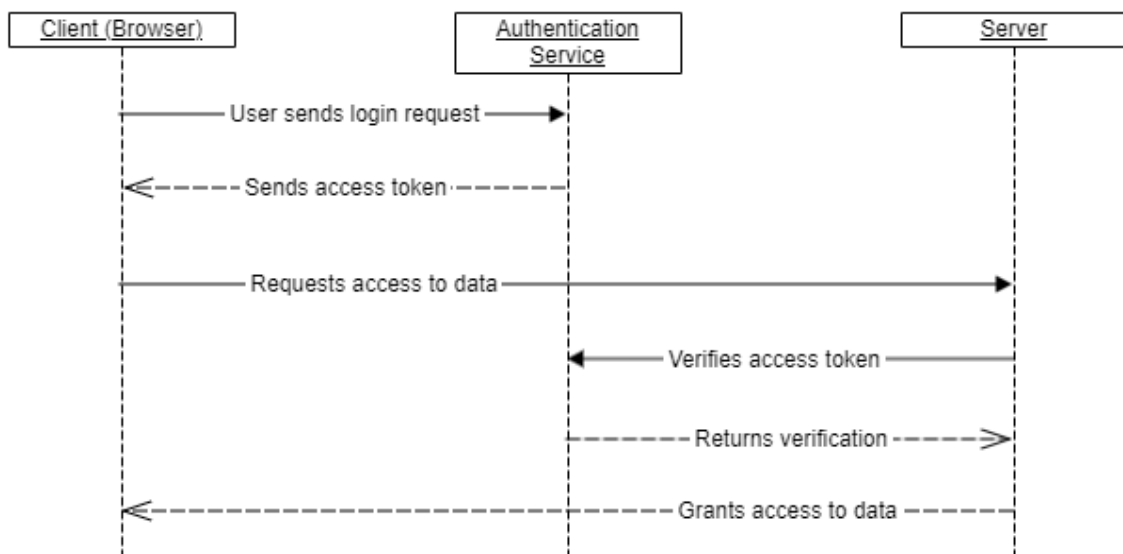 Client (Browser)
Authentication
Service
Server
User sends login request
Sends access token
Requests access to data
Verifies access token
Returns verification
Grants access to data